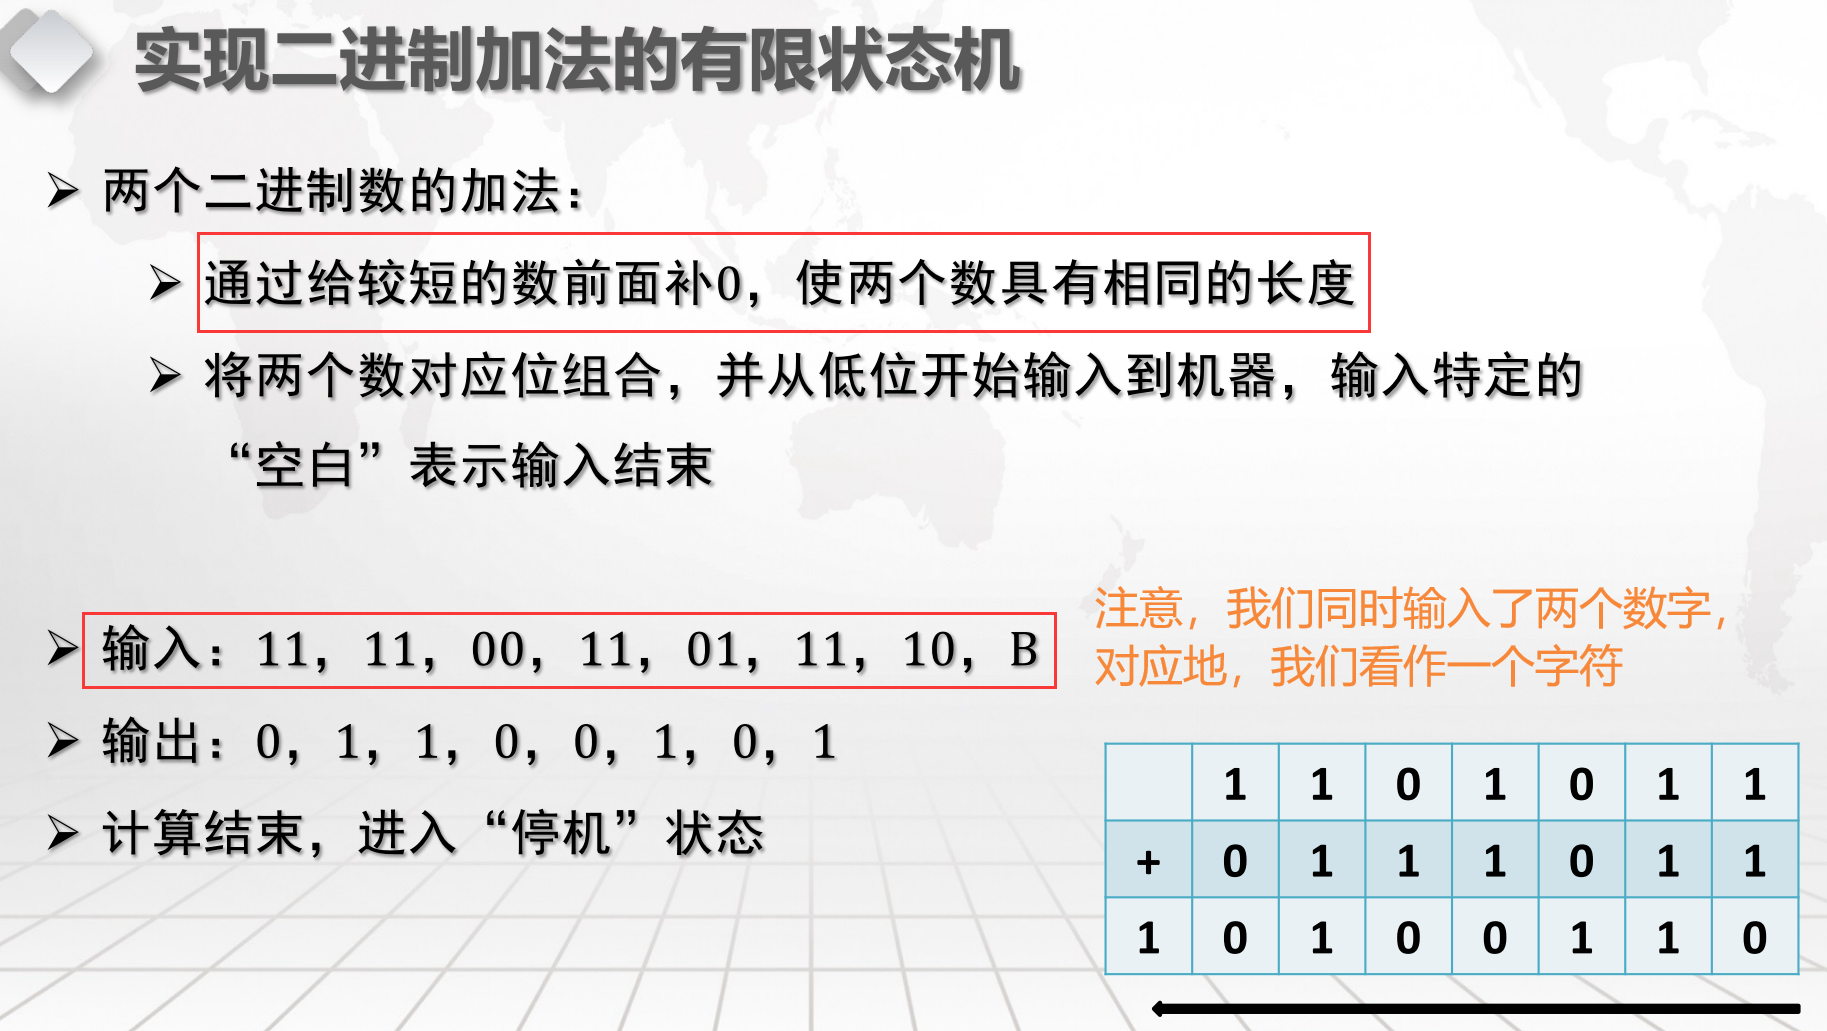 实现二进制加法的有限状态机
两个二进制数的加法：
通过给较短的数前面补0，使两个数具有相同的长度
将两个数对应位组合，并从低位开始输入到机器，输入特定的
“空白”表示输入结束
输入：11，11，00，11，01，11，10，B
注意，我们同时输入了两个数字，
对应地，我们看作一个字符
输出：0，1，1，0，0，1，0，1
计算结束，进入“停机”状态
1 1 0 1 0 1 1
+ 0 1 1 1 0 1 1
1 0 1 0 0 1 1 0